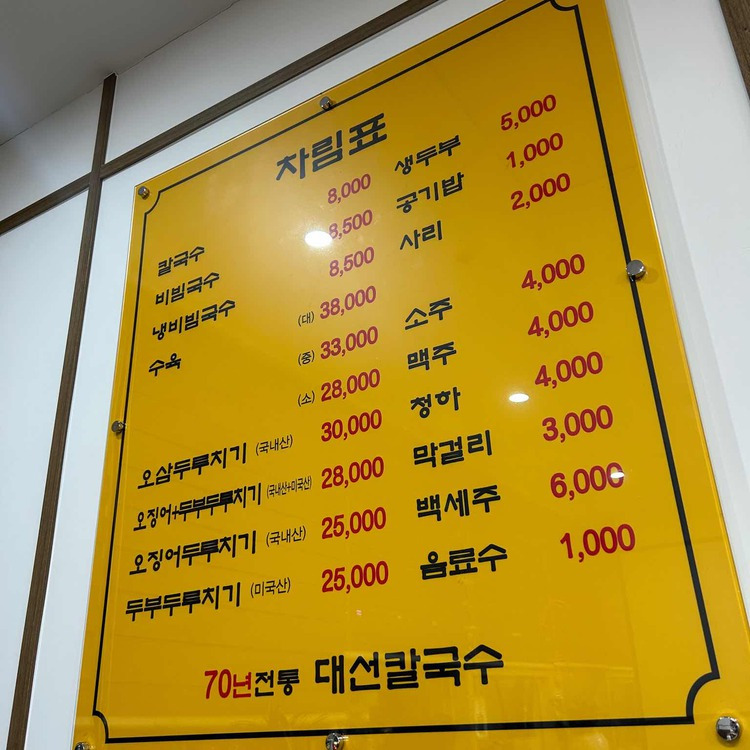 차림표
칼국수 8,000
비빔국수 8,500
냉비빔국수 8,500
수육 (대) 38,000
(중) 33,000
(소) 28,000
오삼두루치기 (국내산) 30,000
오징어+두부두루치기 (국내산+미국산) 28,000
오징어두루치기 (국내산) 25,000
두부두루치기 (미국산) 25,000
생두부 5,000
공기밥 1,000
사리 2,000
소주 4,000
맥주 4,000
청하 4,000
막걸리 3,000
백세주 6,000
음료수 1,000
70년전통 대선칼국수